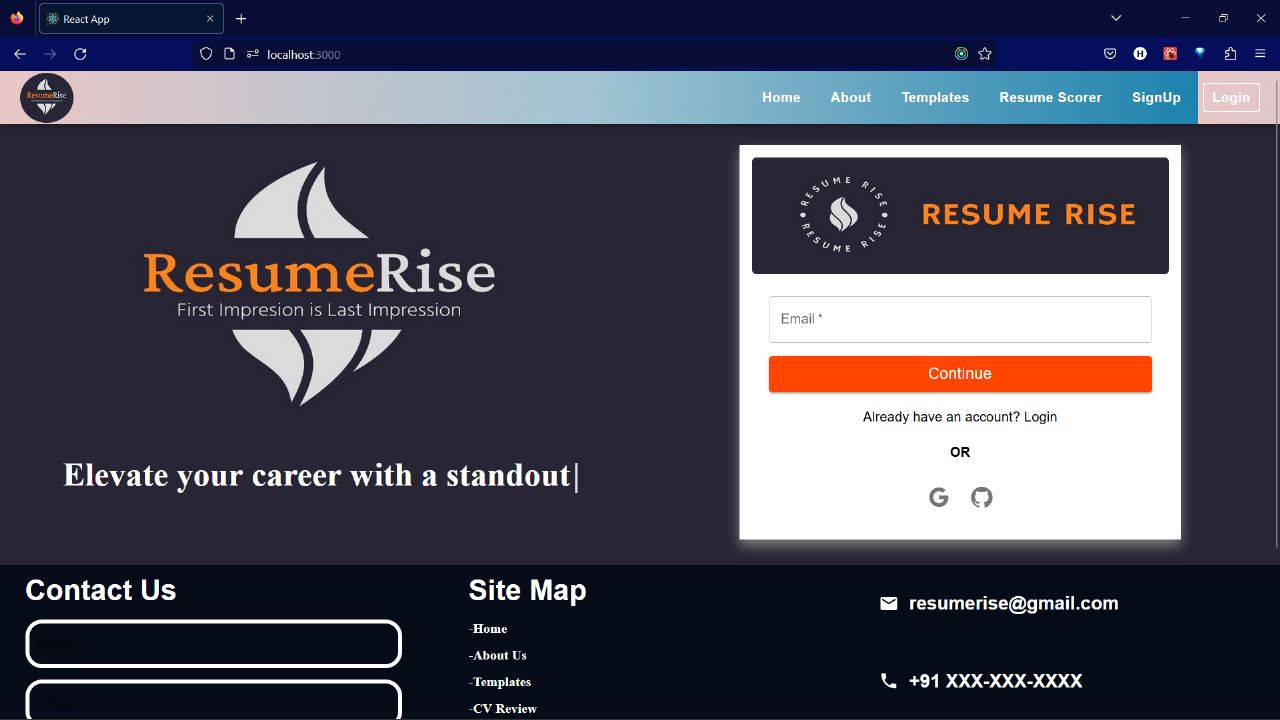 React App
localhost:3000
ResumeRise
Home
About
Templates
Resume Scorer
SignUp
Login
ResumeRise
First Impresion is Last Impression
Elevate your career with a standout
RESUME RISE
RESUME RISE
RESUME RISE
Email *
Continue
Already have an account? Login
OR
Contact Us
Name *
Email *
Site Map
-Home
-About Us
-Templates
-CV Review
resumerise@gmail.com
+91 XXX-XXX-XXXX